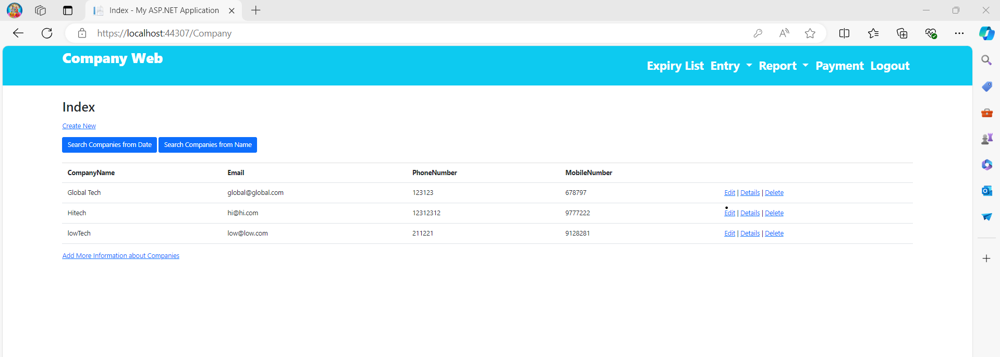 Index - My ASP.NET Application
https://localhost:44307/Company
Company Web
Expiry List Entry Report Payment Logout
Index
Create New
Search Companies from Date Search Companies from Name
CompanyName Email PhoneNumber MobileNumber
Global Tech global@global.com 123123 678797 Edit | Details | Delete
Hitech hi@hi.com 12312312 9777222 Edit | Details | Delete
lowTech low@low.com 211221 9128281 Edit | Details | Delete
Add More Information about Companies